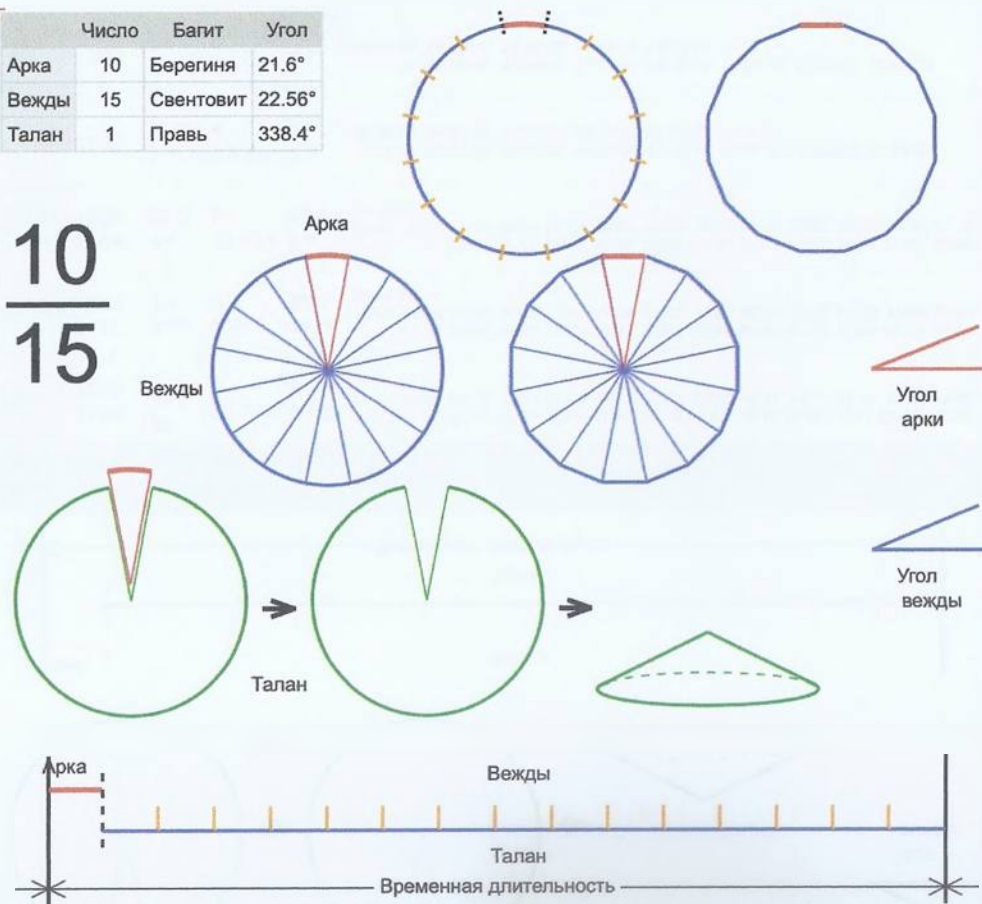 Число Багит Угол
Арка 10 Берегиня 21.6°
Вежды 15 Свентовит 22.56°
Талан 1 Правь 338.4°
10
15
Арка
Вежды
Угол
арки
Угол
вежды
Талан
Арка
Вежды
Талан
Временная длительность